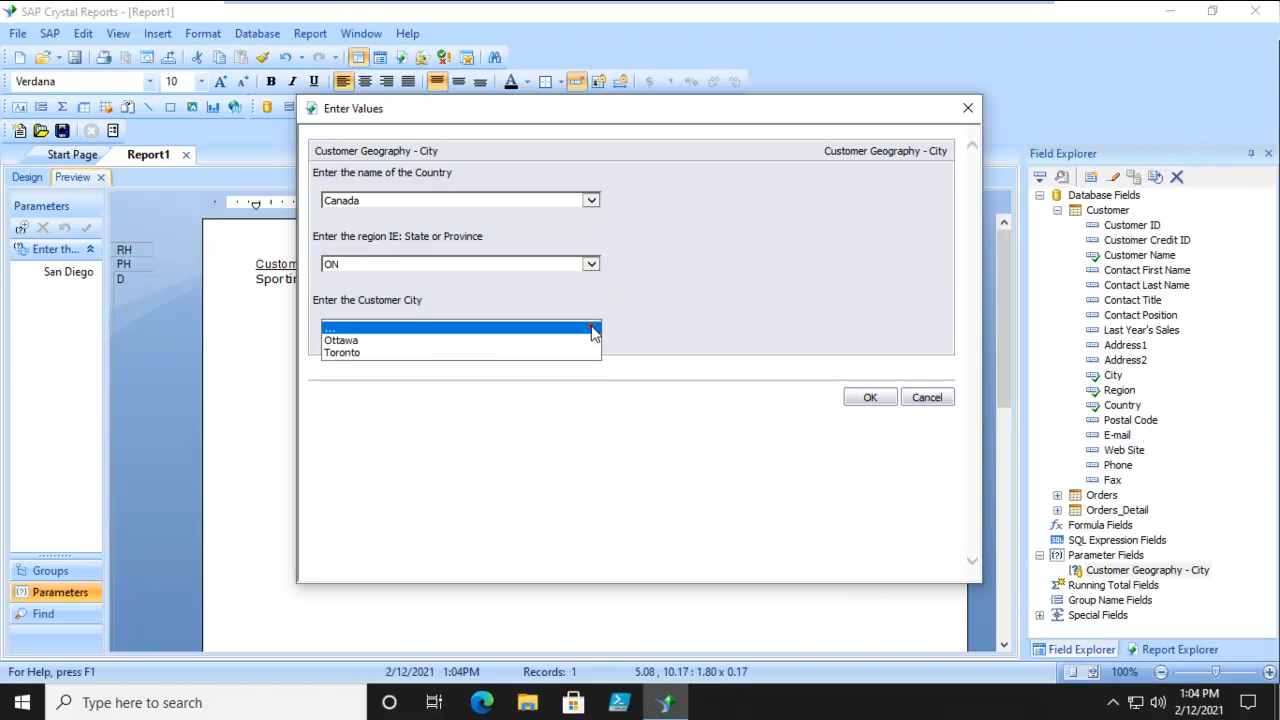 SAP Crystal Reports - [Report1]
File SAP Edit View Insert Format Database Report Window Help
Verdana 10
Start Page Report1
Design Preview
Parameters
Enter th...
San Diego
Groups
Parameters
Find
RH
PH
D
Custom
Sportin
Enter Values
Customer Geography - City Customer Geography - City
Enter the name of the Country
Canada
Enter the region IE: State or Province
ON
Enter the Customer City
...
Ottawa
Toronto
OK Cancel
Field Explorer
Database Fields
Customer
Customer ID
Customer Credit ID
Customer Name
Contact First Name
Contact Last Name
Contact Title
Contact Position
Last Year's Sales
Address1
Address2
City
Region
Country
Postal Code
E-mail
Web Site
Phone
Fax
Orders
Orders_Detail
Formula Fields
SQL Expression Fields
Parameter Fields
Customer Geography - City
Running Total Fields
Group Name Fields
Special Fields
Field Explorer Report Explorer
For Help, press F1 2/12/2021 1:04PM Records: 1 5.08 , 10.17 : 1.80 x 0.17 100%
Type here to search
1:04 PM
2/12/2021